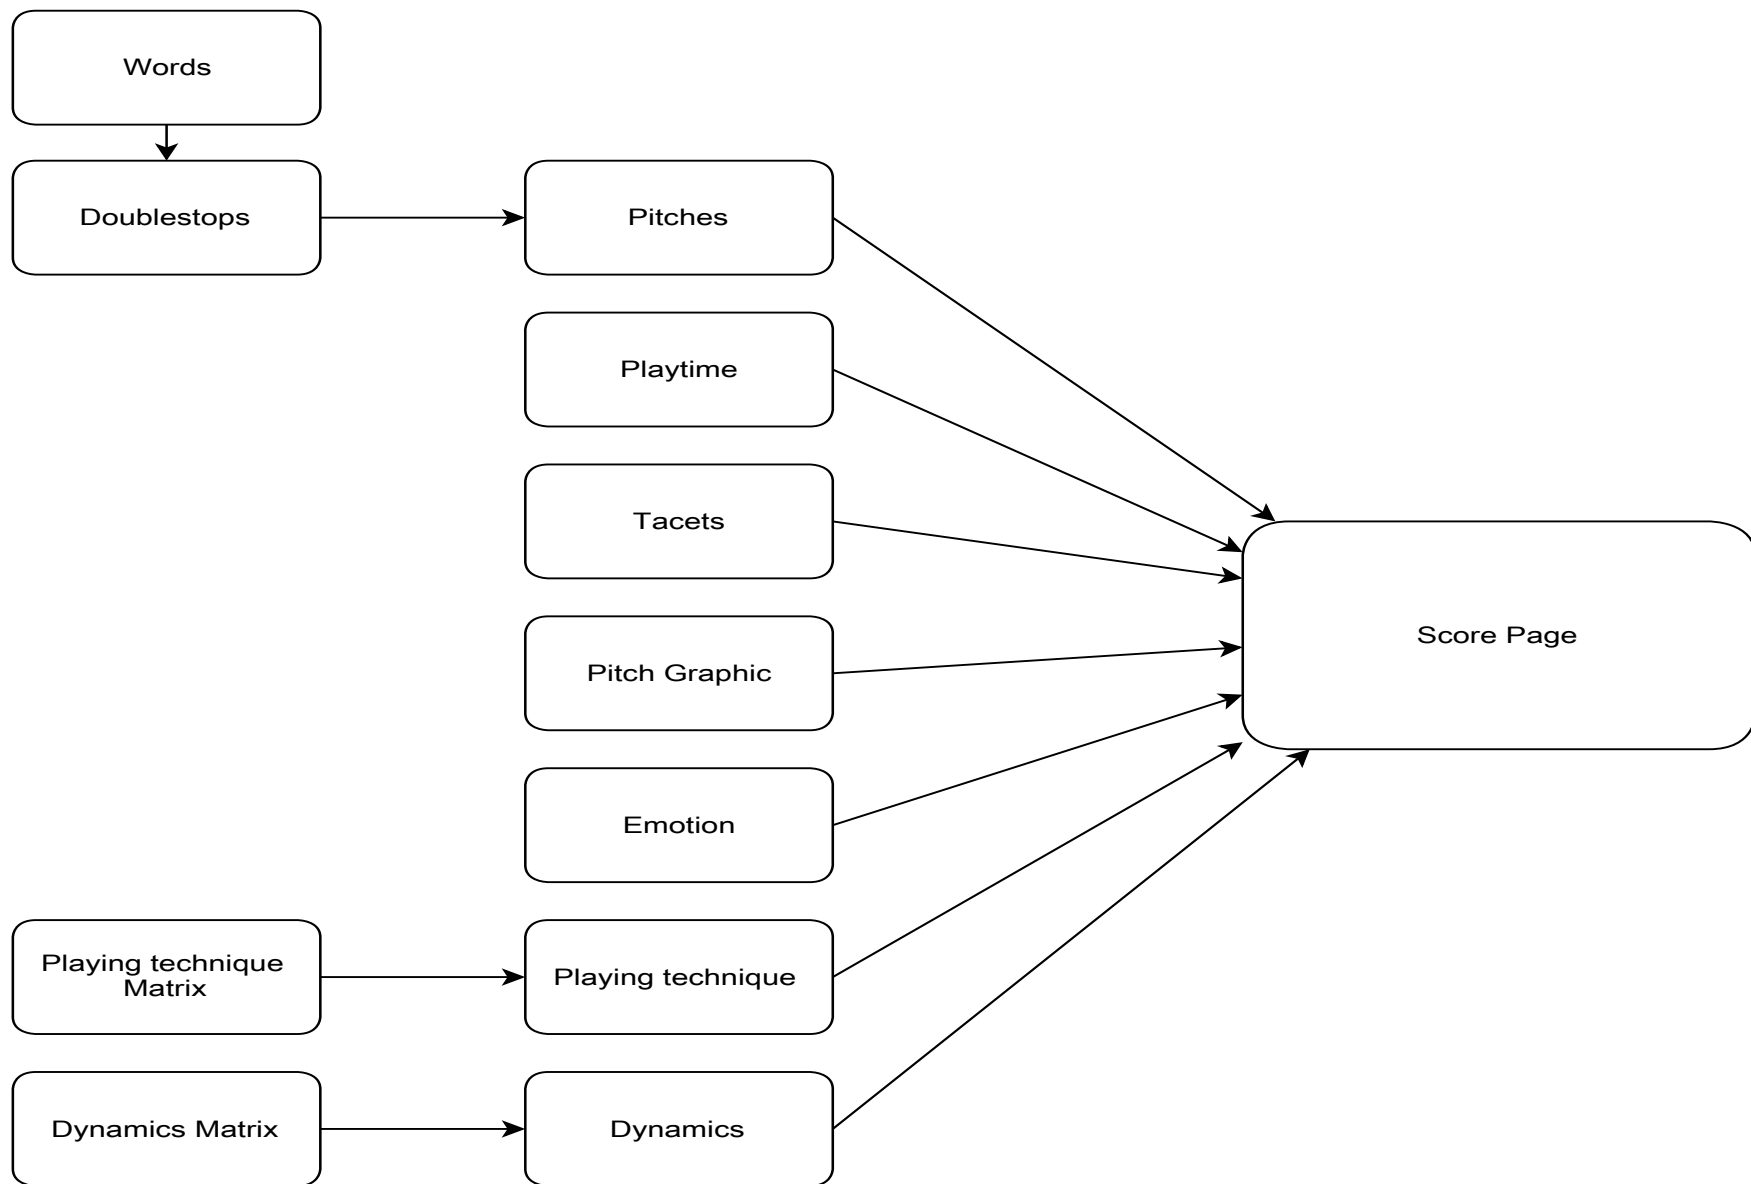 Words
Doublestops
Pitches
Playtime
Tacets
Pitch Graphic
Score Page
Emotion
Playing technique
Matrix
Playing technique
Dynamics Matrix
Dynamics